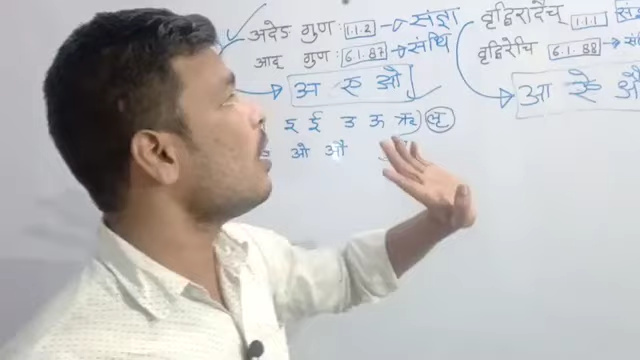 अदेङ गुण: 1.1.2 → संज्ञा
आद् गुण: 6.1.87 → संधि
अ ए औ
इ ई उ ऊ ऋ लृ
ओ औ
वृद्धिरादैच् 1.1.1
वृद्धिरेचि 6.1.88
आ ऐ औ